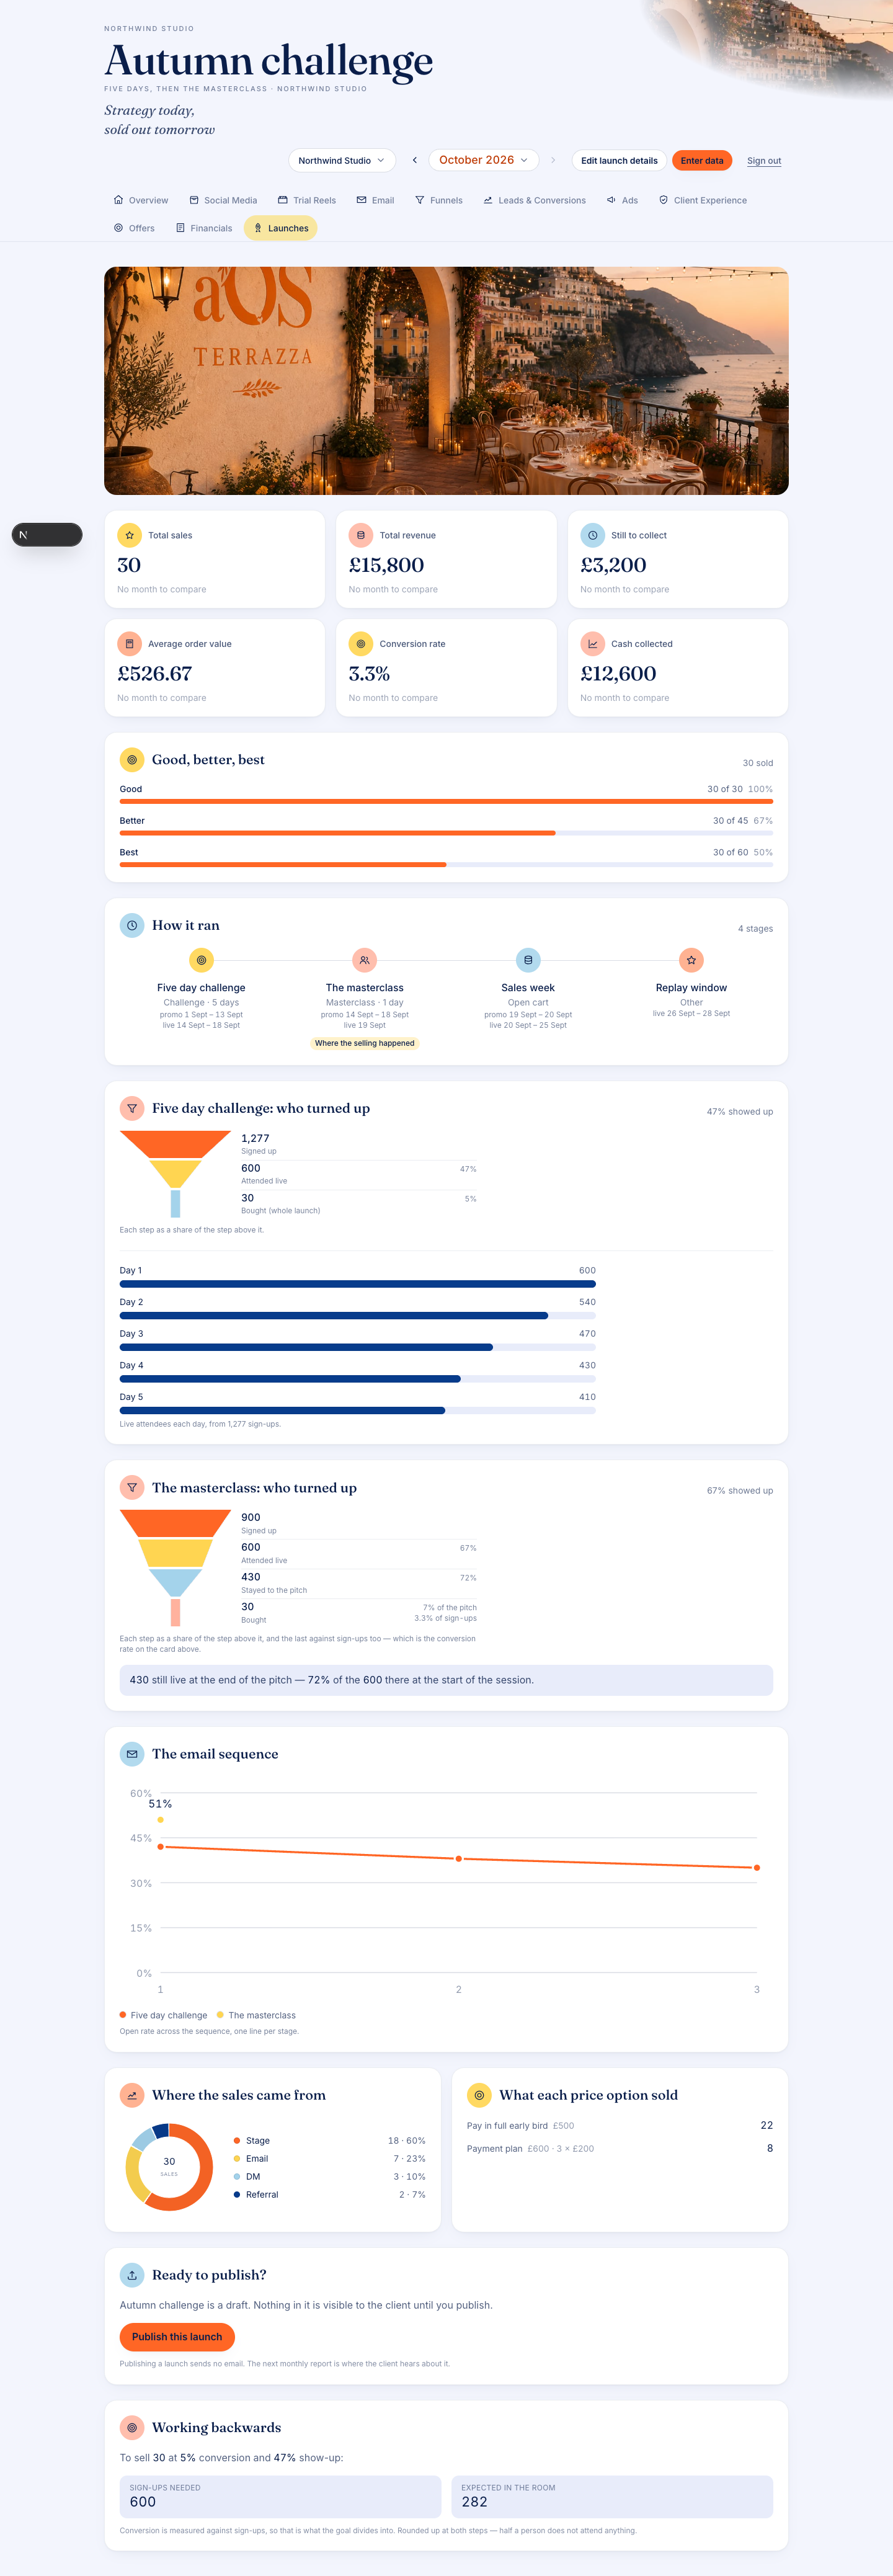 NORTHWIND STUDIO
Autumn challenge
FIVE DAYS, THEN THE MASTERCLASS · NORTHWIND STUDIO
Strategy today,
sold out tomorrow
Northwind Studio
October 2026
Edit launch details
Enter data
Sign out
Overview
Social Media
Trial Reels
Email
Funnels
Leads & Conversions
Ads
Client Experience
Offers
Financials
Launches
aOS
TERRAZZA
N
Total sales
30
No month to compare
Total revenue
£15,800
No month to compare
Still to collect
£3,200
No month to compare
Average order value
£526.67
No month to compare
Conversion rate
3.3%
No month to compare
Cash collected
£12,600
No month to compare
Good, better, best
30 sold
Good
30 of 30 100%
Better
30 of 45 67%
Best
30 of 60 50%
How it ran
4 stages
Five day challenge
Challenge · 5 days
promo 1 Sept – 13 Sept
live 14 Sept – 18 Sept
The masterclass
Masterclass · 1 day
promo 14 Sept – 18 Sept
live 19 Sept
Where the selling happened
Sales week
Open cart
promo 19 Sept – 20 Sept
live 20 Sept – 25 Sept
Replay window
Other
live 26 Sept – 28 Sept
Five day challenge: who turned up
47% showed up
1,277
Signed up
600
47%
Attended live
30
5%
Bought (whole launch)
Each step as a share of the step above it.
Day 1
600
Day 2
540
Day 3
470
Day 4
430
Day 5
410
Live attendees each day, from 1,277 sign-ups.
The masterclass: who turned up
67% showed up
900
Signed up
600
67%
Attended live
430
72%
Stayed to the pitch
30
7% of the pitch
Bought
3.3% of sign-ups
Each step as a share of the step above it, and the last against sign-ups too — which is the conversion
rate on the card above.
430 still live at the end of the pitch — 72% of the 600 there at the start of the session.
The email sequence
60%
51%
45%
30%
15%
0%
1
2
3
Five day challenge
The masterclass
Open rate across the sequence, one line per stage.
Where the sales came from
30
SALES
Stage
18 · 60%
Email
7 · 23%
DM
3 · 10%
Referral
2 · 7%
What each price option sold
Pay in full early bird £500
22
Payment plan £600 · 3 × £200
8
Ready to publish?
Autumn challenge is a draft. Nothing in it is visible to the client until you publish.
Publish this launch
Publishing a launch sends no email. The next monthly report is where the client hears about it.
Working backwards
To sell 30 at 5% conversion and 47% show-up:
SIGN-UPS NEEDED
600
EXPECTED IN THE ROOM
282
Conversion is measured against sign-ups, so that is what the goal divides into. Rounded up at both steps — half a person does not attend anything.